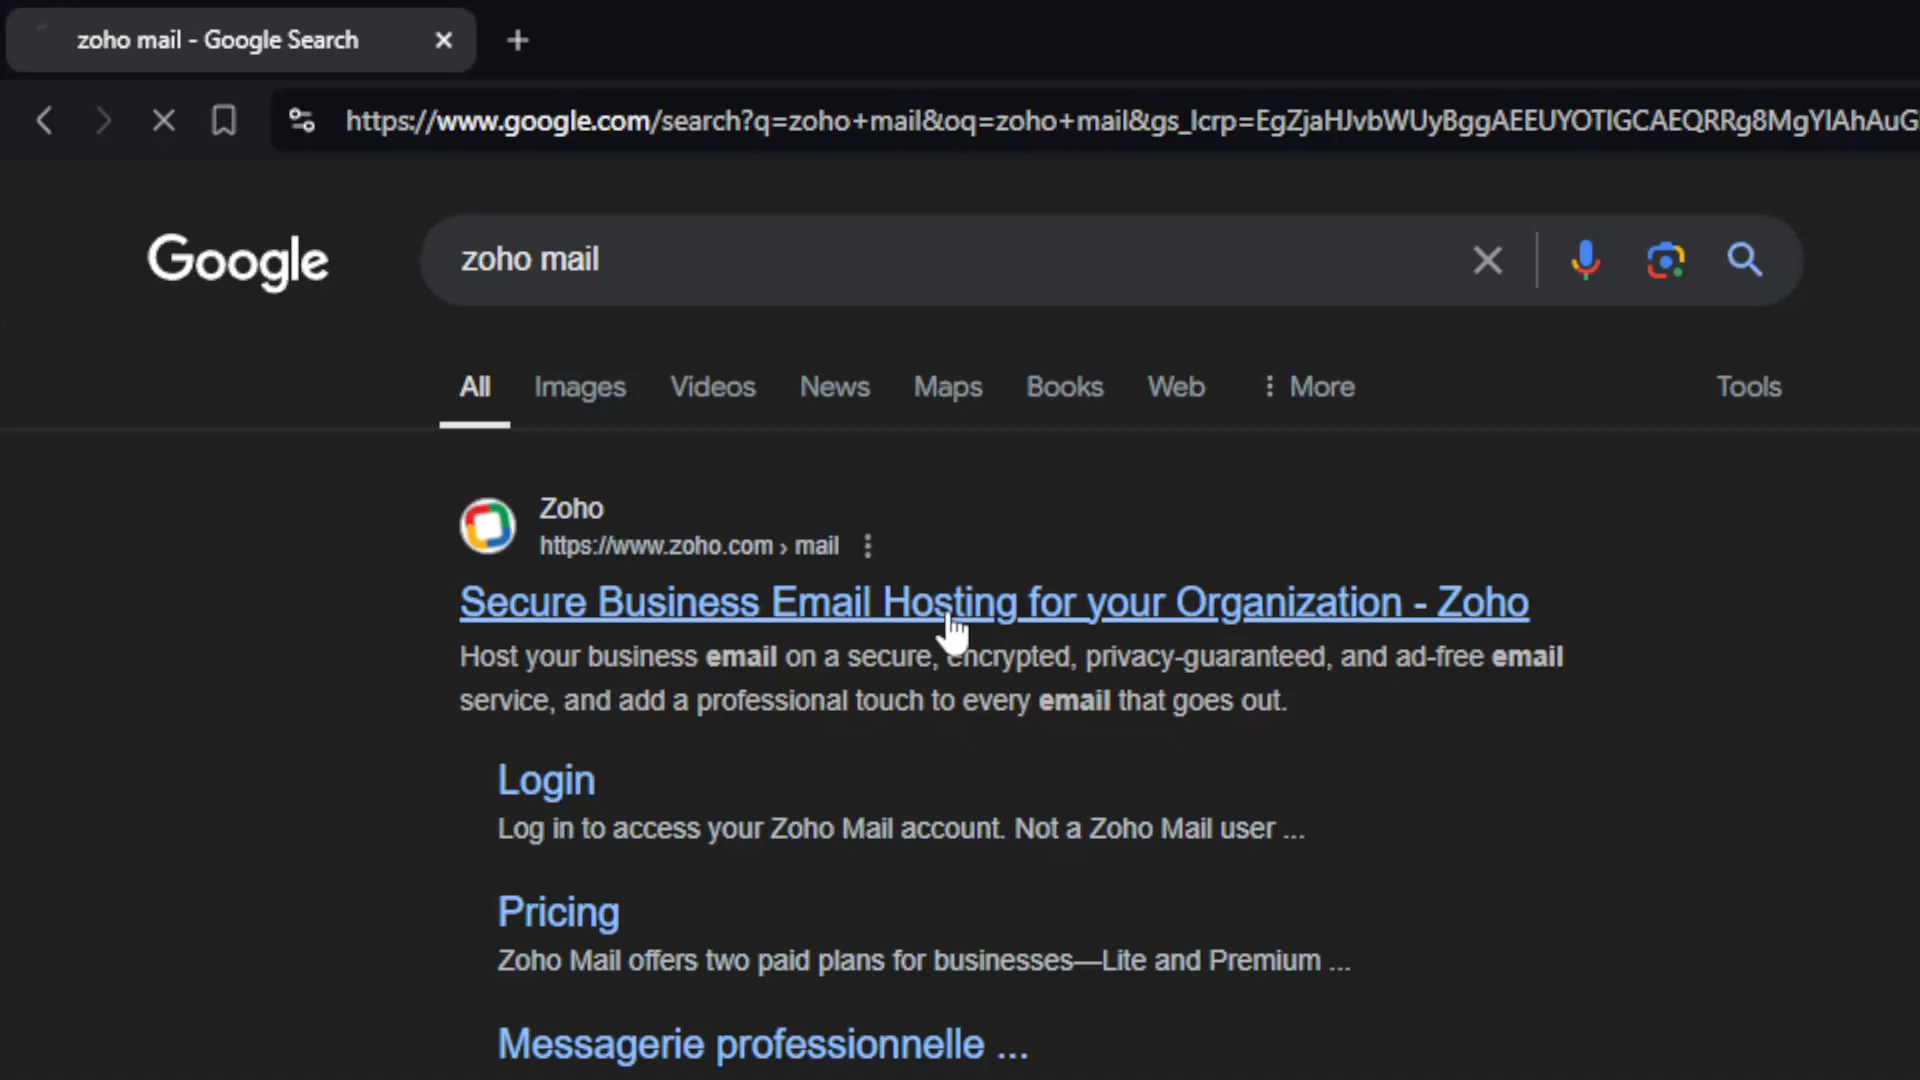 zoho mail - Google Search
https://www.google.com/search?q=zoho+mail&oq=zoho+mail&gs_lcrp=EgZjaHJvbWUyBggAEEUYOTIGCAEQRRg8MgYIAhAuG
Google
zoho mail
All Images Videos News Maps Books Web More Tools
Zoho
https://www.zoho.com › mail
Secure Business Email Hosting for your Organization - Zoho
Host your business email on a secure, encrypted, privacy-guaranteed, and ad-free email
service, and add a professional touch to every email that goes out.
Login
Log in to access your Zoho Mail account. Not a Zoho Mail user ...
Pricing
Zoho Mail offers two paid plans for businesses—Lite and Premium ...
Messagerie professionnelle ...